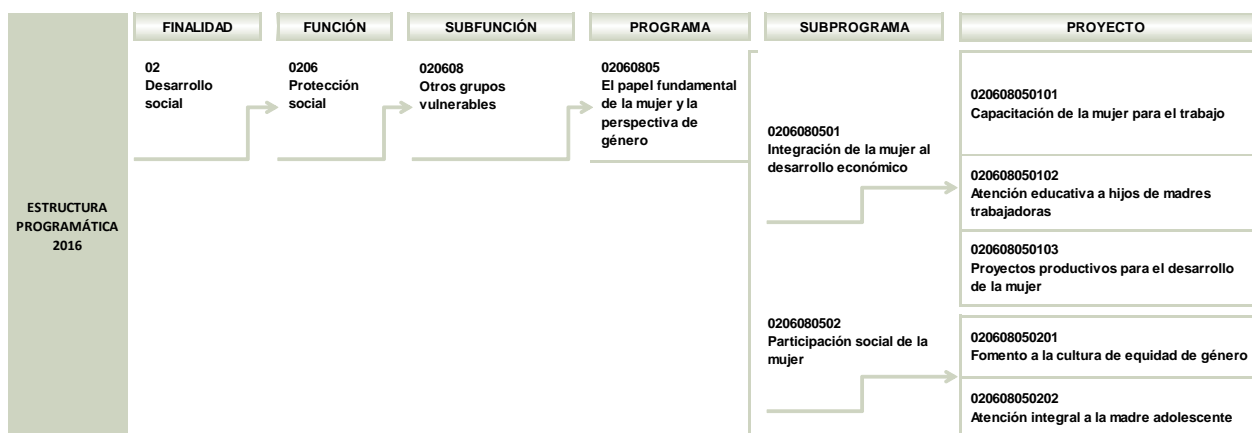 FINALIDAD
FUNCIÓN
SUBFUNCIÓN
PROGRAMA
SUBPROGRAMA
PROYECTO
ESTRUCTURA
PROGRAMÁTICA
2016
02
Desarrollo
social
0206
Protección
social
020608
Otros grupos
vulnerables
02060805
El papel fundamental
de la mujer y la
perspectiva de
género
0206080501
Integración de la mujer al
desarrollo económico
020608050101
Capacitación de la mujer para el trabajo
020608050102
Atención educativa a hijos de madres
trabajadoras
020608050103
Proyectos productivos para el desarrollo
de la mujer
0206080502
Participación social de la
mujer
020608050201
Fomento a la cultura de equidad de género
020608050202
Atención integral a la madre adolescente